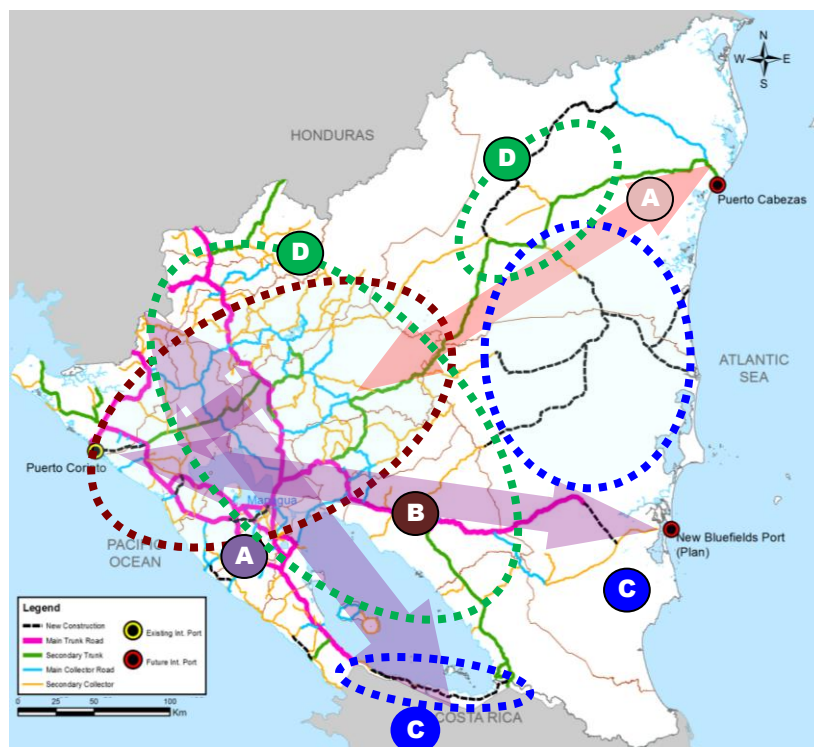 N
W E
S
HONDURAS
D
A
Puerto Cabezas
D
ATLANTIC
SEA
Puerto Corinto
Managua
B
New Bluefields Port
(Plan)
PACIFIC
OCEAN
A
C
Legend
New Construction
Main Trunk Road
Secondary Trunk
Main Collector Road
Secondary Collector
Existing Int. Port
Future Int. Port
0 25 50 100
Km
C
COSTA RICA